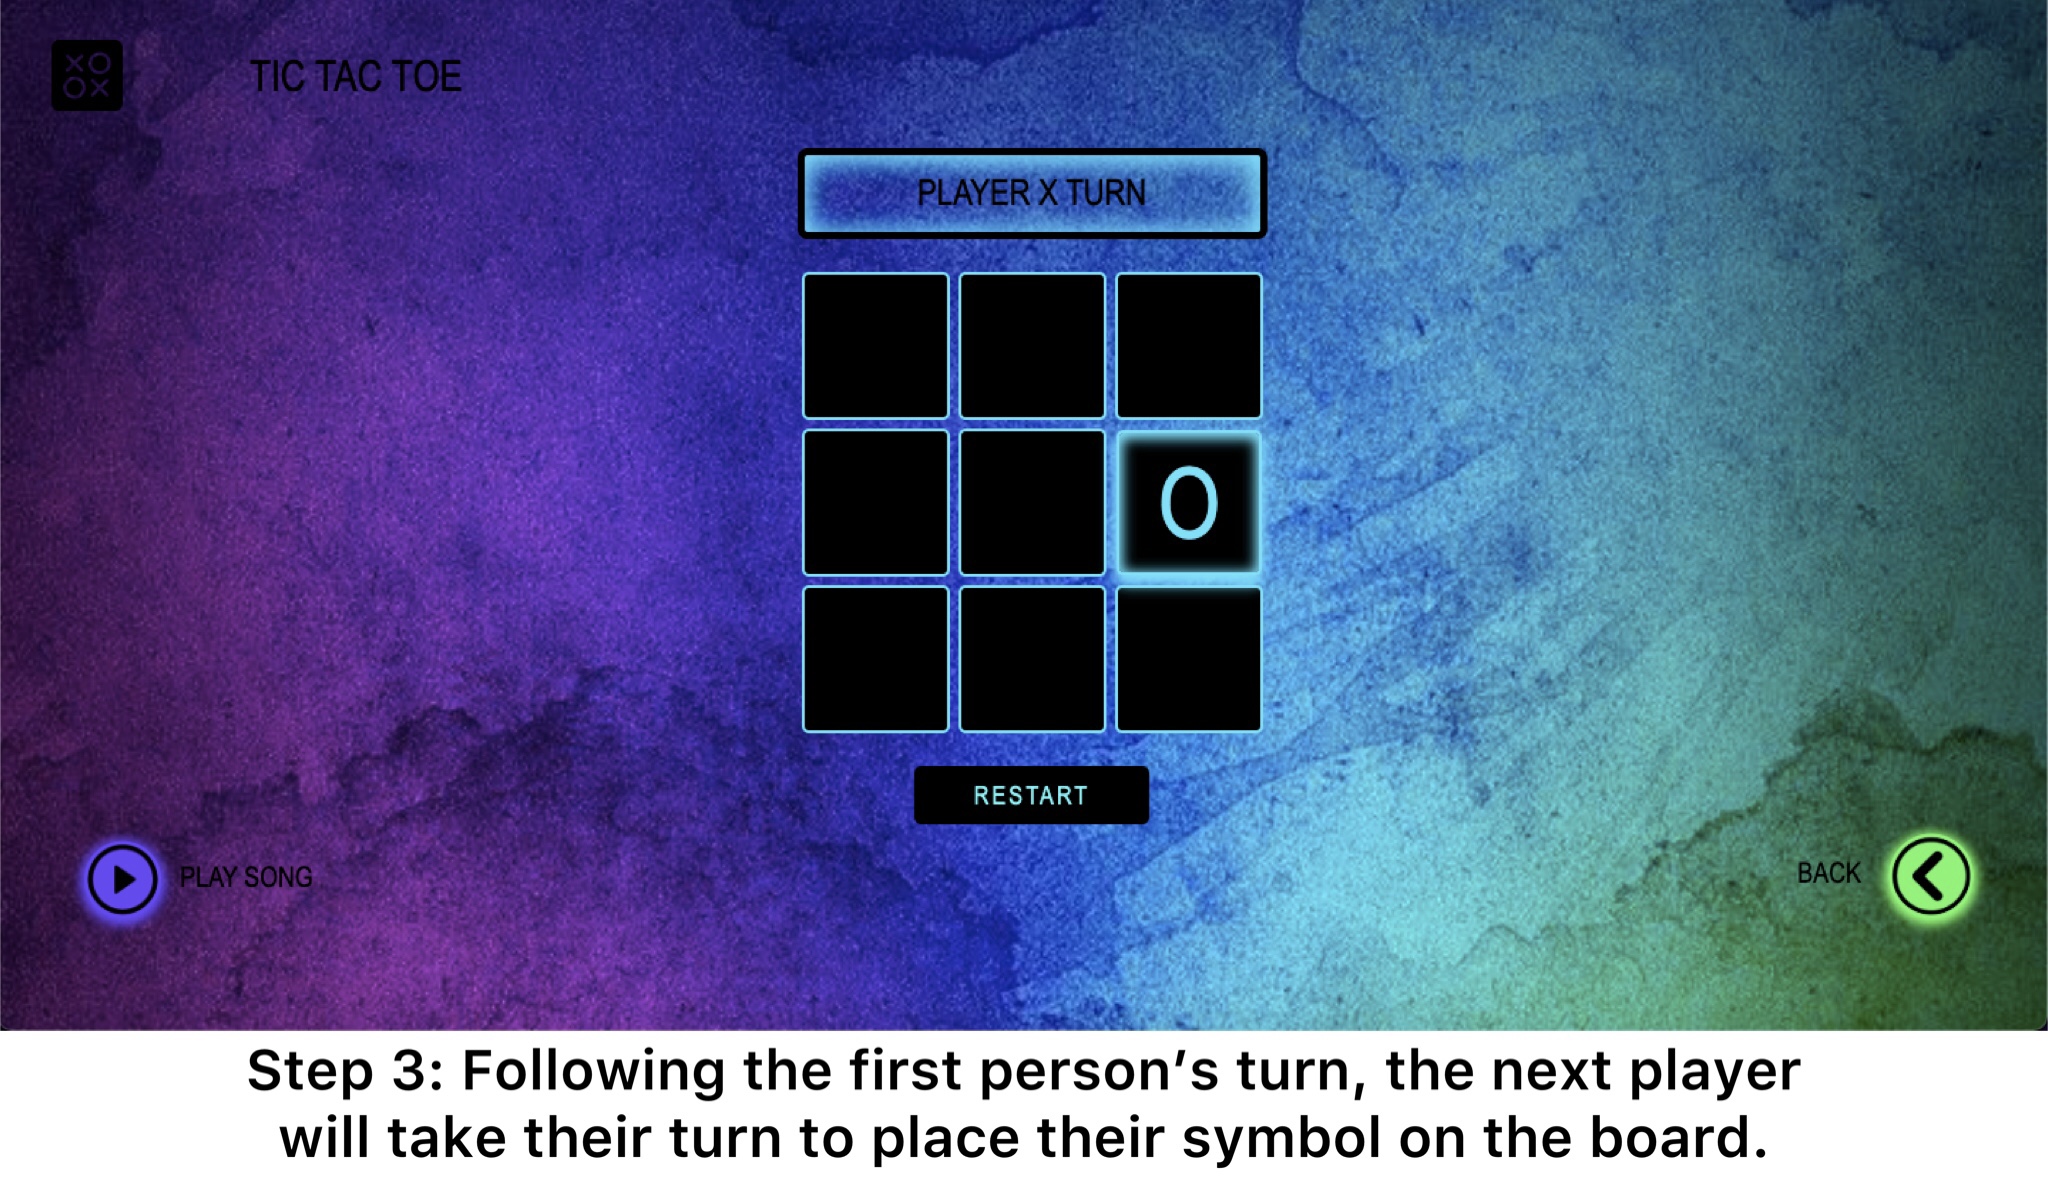 XO
OX
TIC TAC TOE
PLAYER X TURN
O
RESTART
PLAY SONG
BACK
Step 3: Following the first person’s turn, the next player
will take their turn to place their symbol on the board.